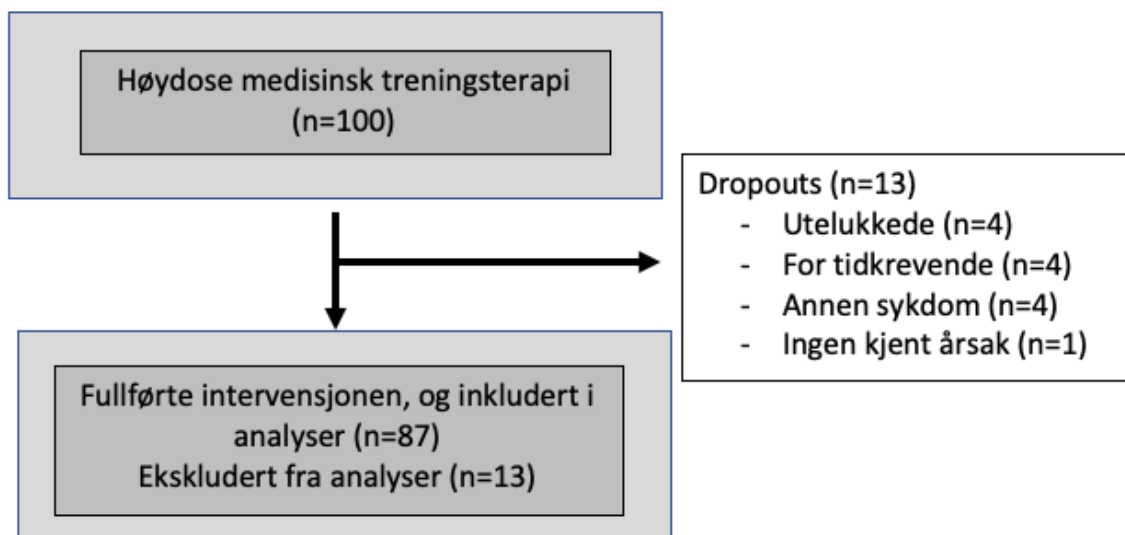 Høydose medisinsk treningsterapi
(n=100)
Dropouts (n=13)
- Utelukkede (n=4)
- For tidkrevende (n=4)
- Annen sykdom (n=4)
- Ingen kjent årsak (n=1)
Fullførte intervensjonen, og inkludert i
analyser (n=87)
Ekskludert fra analyser (n=13)